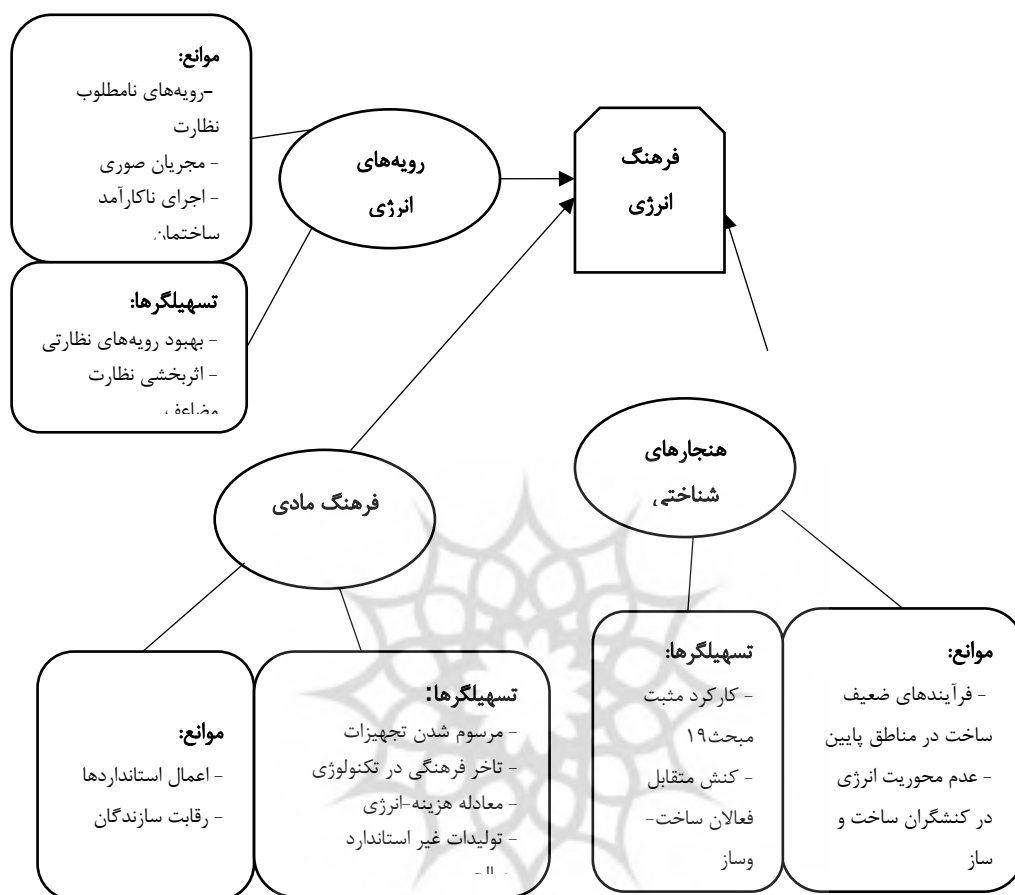 موانع:
-رویه‌های نامطلوب
نظارت
- مجریان صوری
- اجرای ناکارآمد
ساختمان
تسهیلگرها:
- بهبود رویه‌های نظارتی
- اثربخشی نظارت
مضاعف
رویه‌های
انرژی
فرهنگ
انرژی
فرهنگ مادی
هنجارهای
شناختی
موانع:
- فرآیندهای ضعیف
ساخت در مناطق پایین
- عدم محوریت انرژی
در کنشگران ساخت و
ساز
تسهیلگرها:
- کارکرد مثبت
مبحث۱۹
- کنش متقابل
فعالان ساخت-
وساز
تسهیلگرها:
- مرسوم شدن تجهیزات
- تاخر فرهنگی در تکنولوژی
- معادله هزینه-انرژی
- تولیدات غیر استاندارد
موانع:
- اعمال استانداردها
- رقابت سازندگان